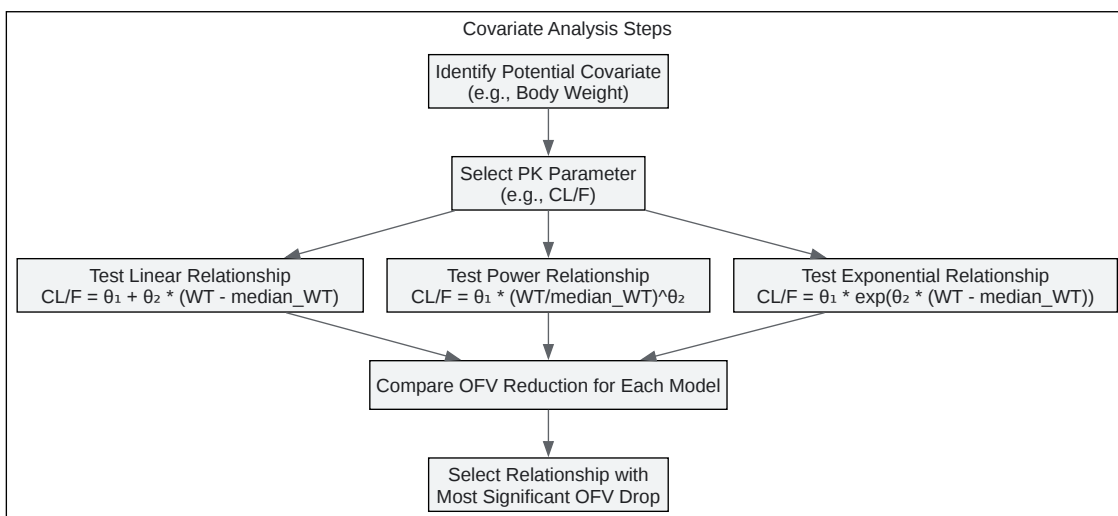 Covariate Analysis Steps
Identify Potential Covariate
(e.g., Body Weight)
Select PK Parameter
(e.g., CL/F)
Test Linear Relationship
CL/F = θ₁ + θ₂ * (WT - median_WT)
Test Power Relationship
CL/F = θ₁ * (WT/median_WT)^θ₂
Test Exponential Relationship
CL/F = θ₁ * exp(θ₂ * (WT - median_WT))
Compare OFV Reduction for Each Model
Select Relationship with
Most Significant OFV Drop